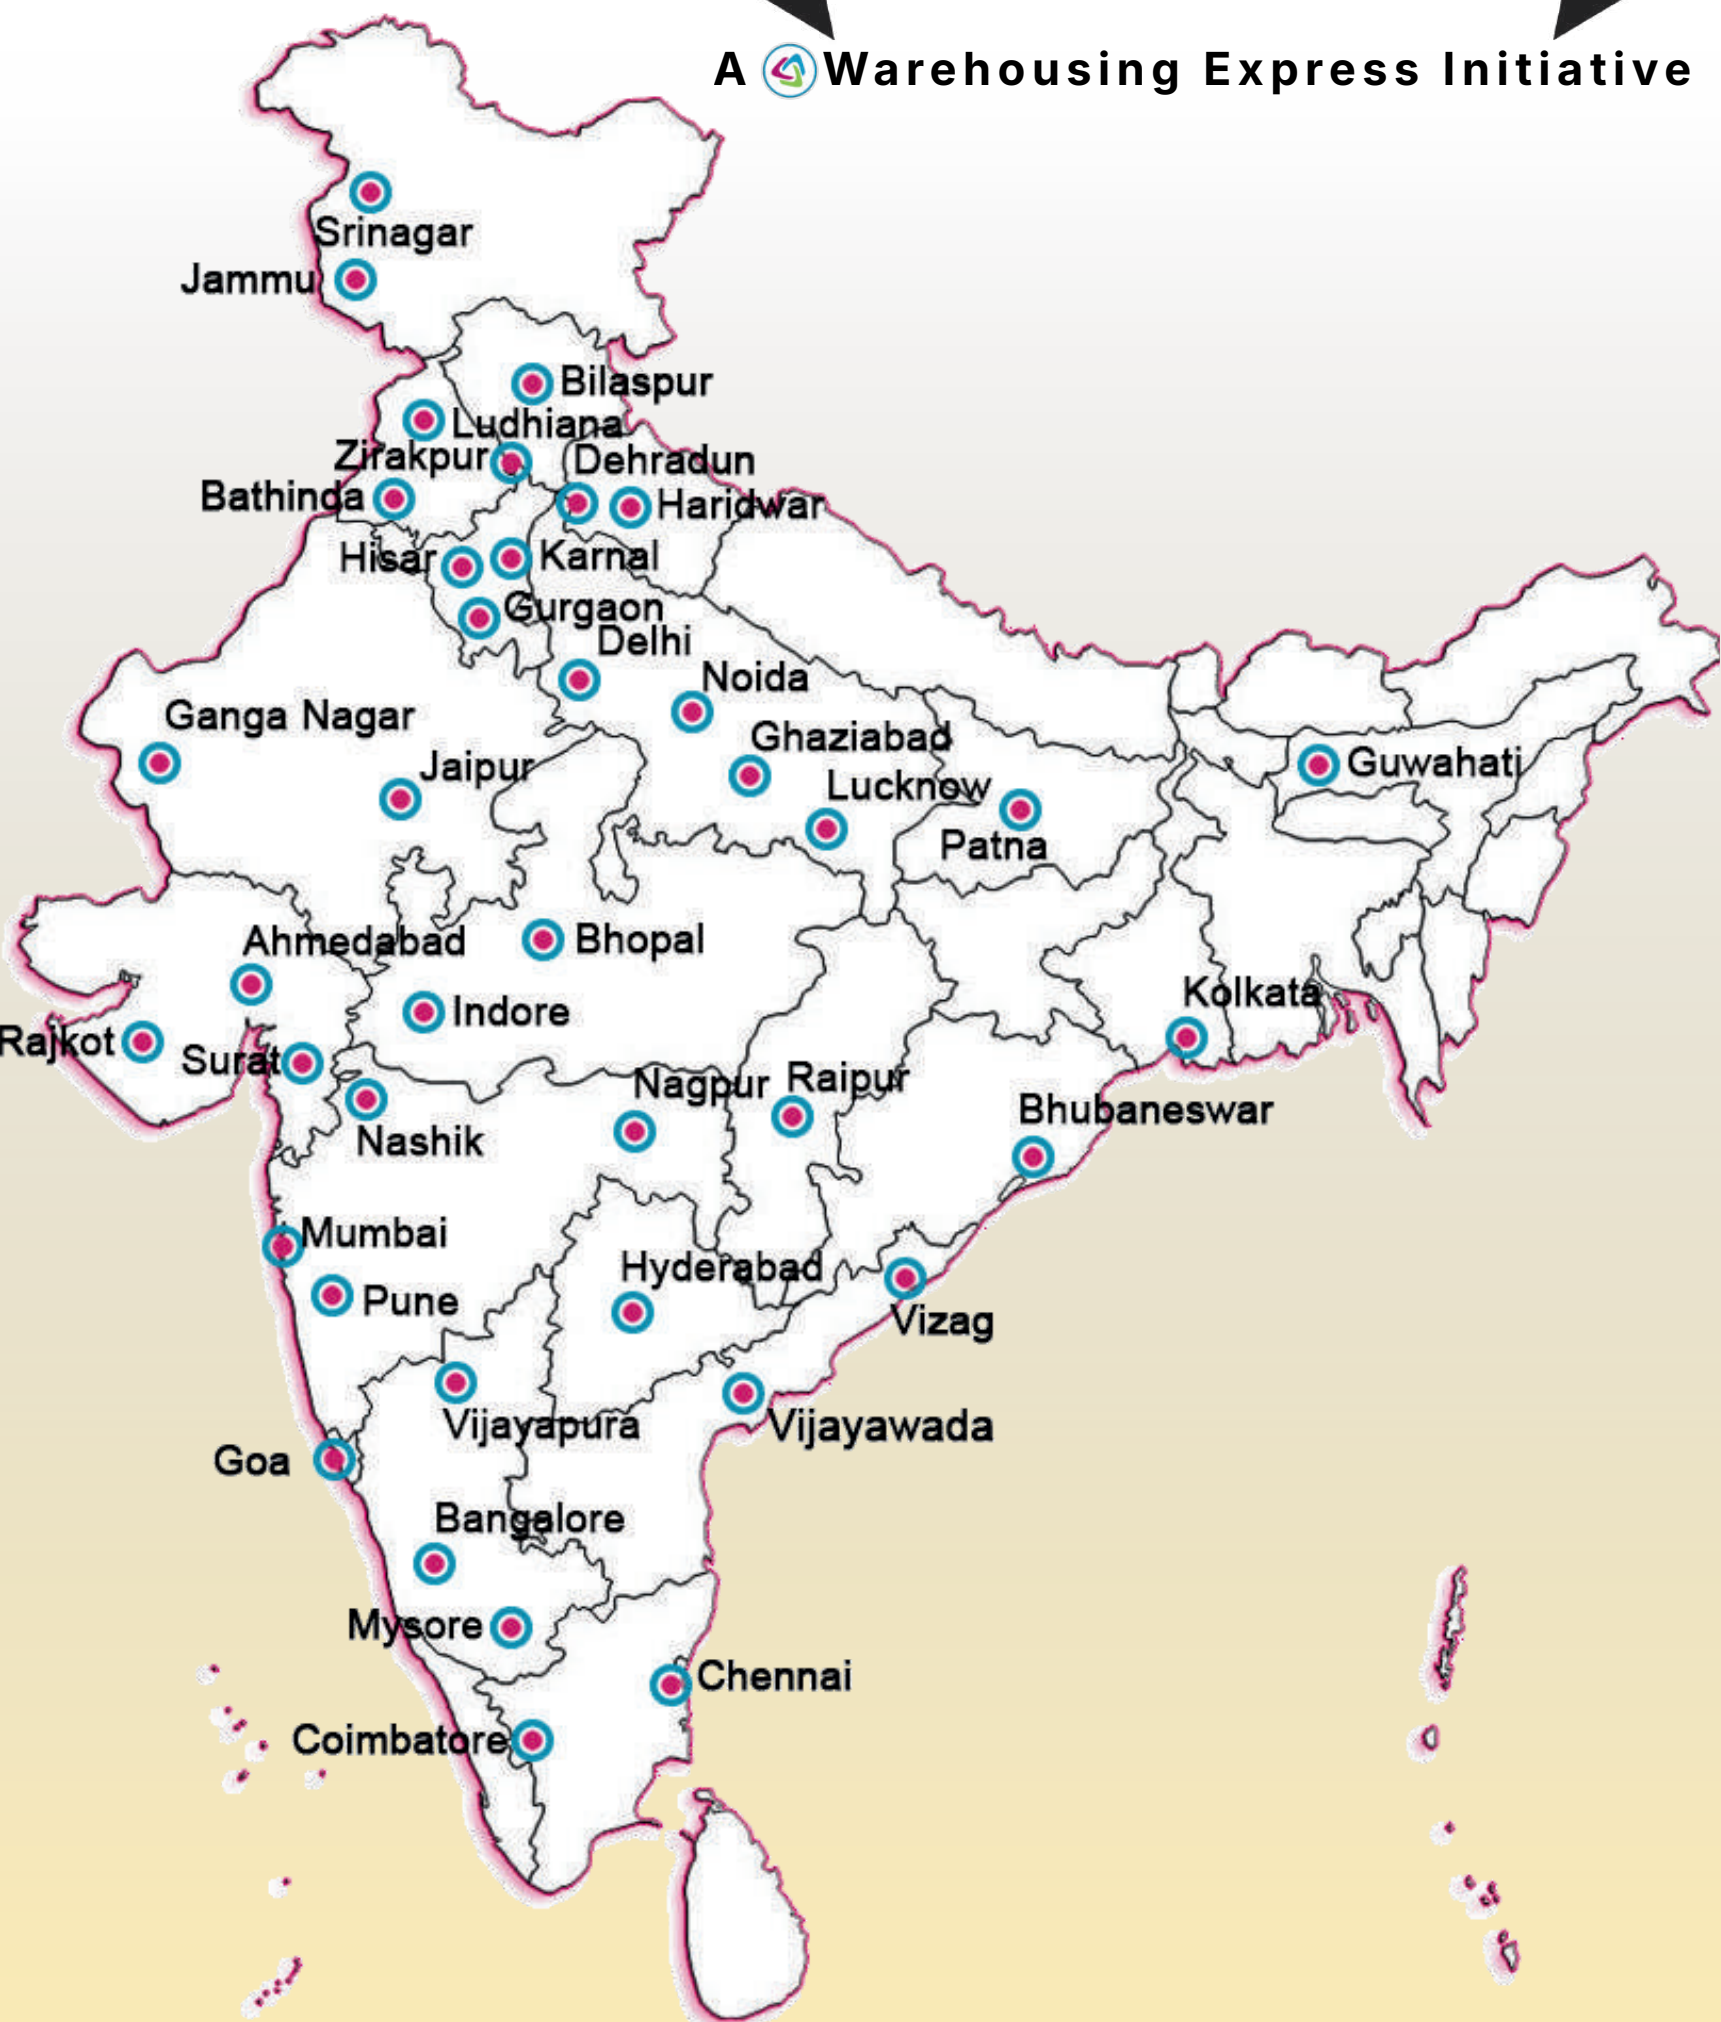 A Warehousing Express Initiative
Srinagar
Jammu
Bilaspur
Ludhiana
Zirakpur
Dehradun
Bathinda
Haridwar
Hisar
Karnal
Gurgaon
Delhi
Noida
Ganga Nagar
Ghaziabad
Jaipur
Guwahati
Lucknow
Patna
Ahmedabad
Bhopal
Kolkata
Indore
Rajkot
Surat
Nagpur
Raipur
Bhubaneswar
Nashik
Mumbai
Hyderabad
Pune
Vizag
Vijayapura
Vijayawada
Goa
Bangalore
Mysore
Chennai
Coimbatore